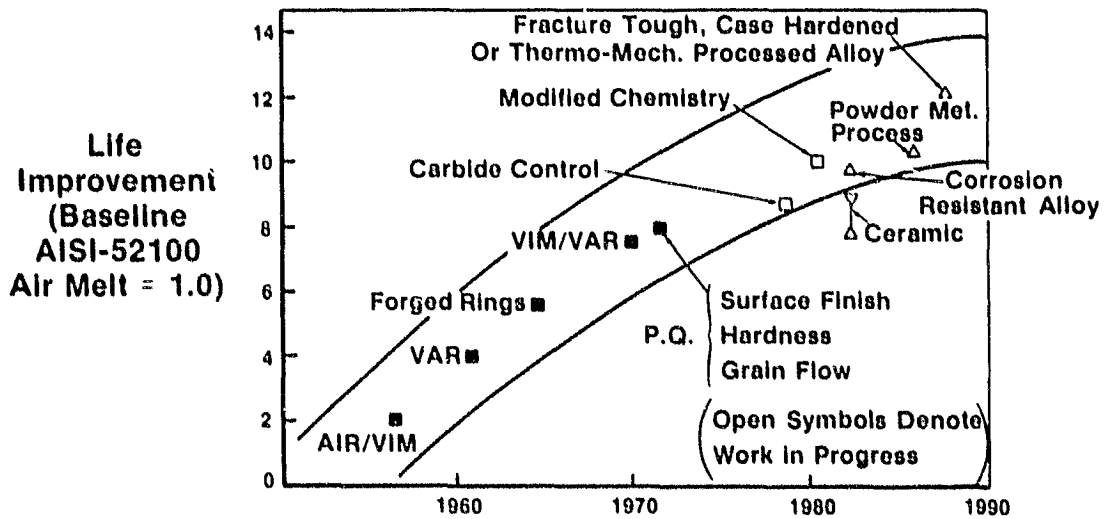 Fracture Tough, Case Hardened
Or Thermo-Mech. Processed Alloy
Modified Chemistry
Powder Met.
Process
Carbide Control
Corrosion
Resistant Alloy
Ceramic
VIM/VAR
Forged Rings
VAR
AIR/VIM
P.Q.
Surface Finish
Hardness
Grain Flow
(Open Symbols Denote
Work in Progress)
Life
Improvement
(Baseline
AISI-52100
Air Melt = 1.0)
14
12
10
8
6
4
2
0
1960
1970
1980
1990